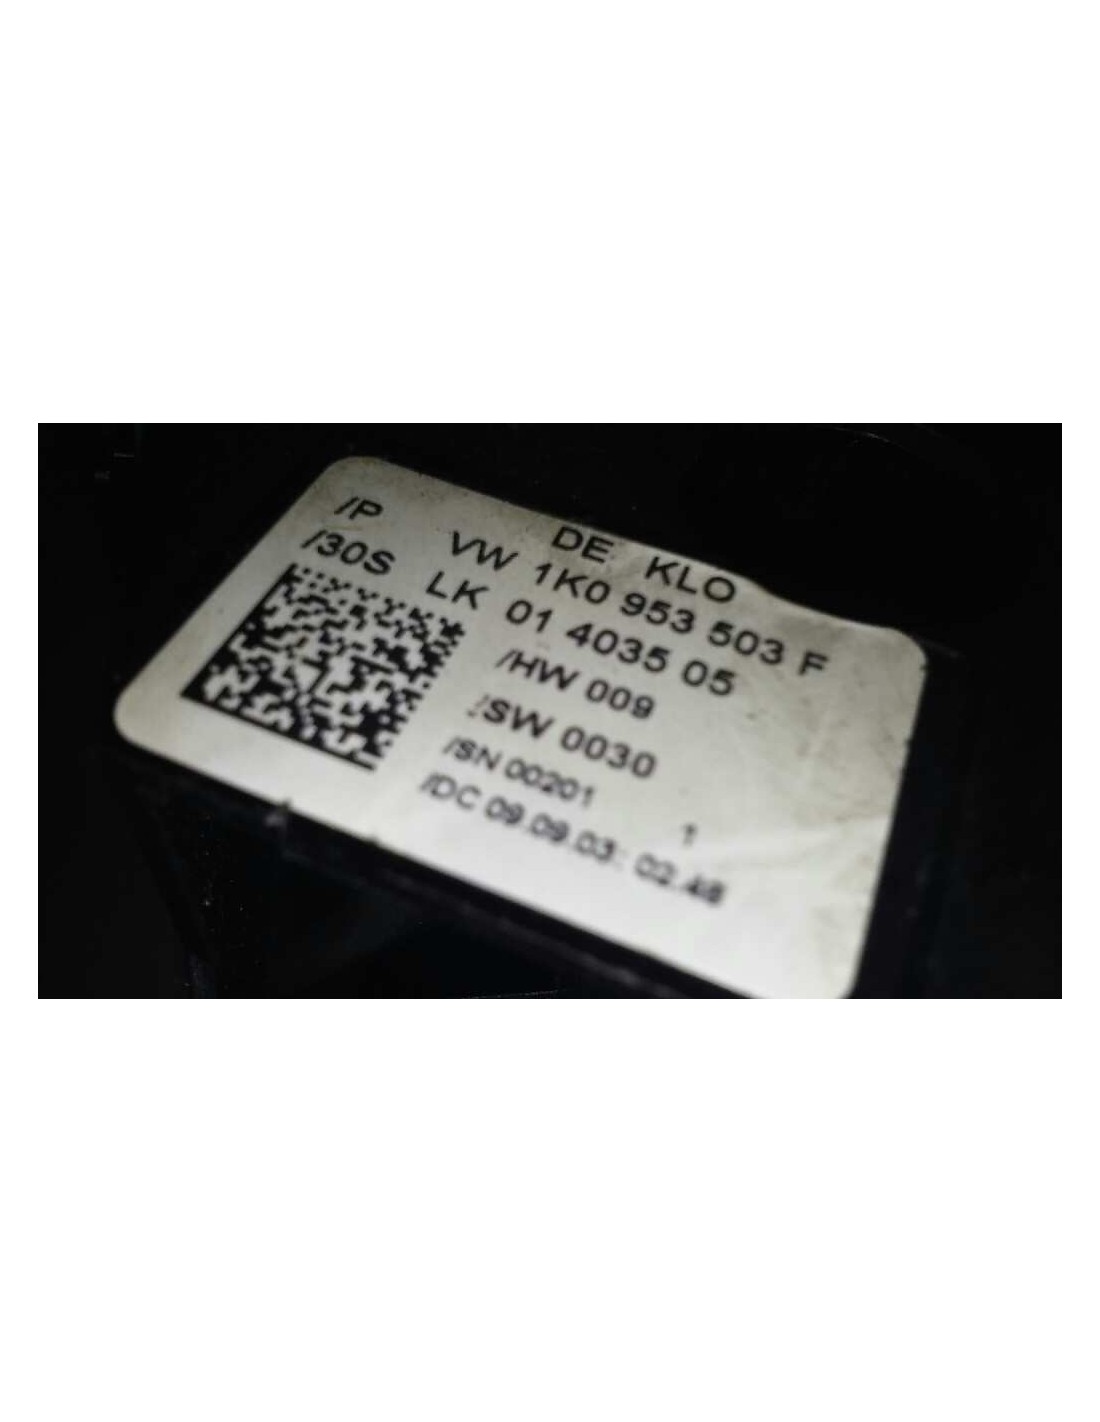 DE KLO
/P VW 1K0 953 503 F
/30S LK 01 4035 05
/HW 009
/SW 0030
/SN 00201 1
/DC 09.09.03: 02.48